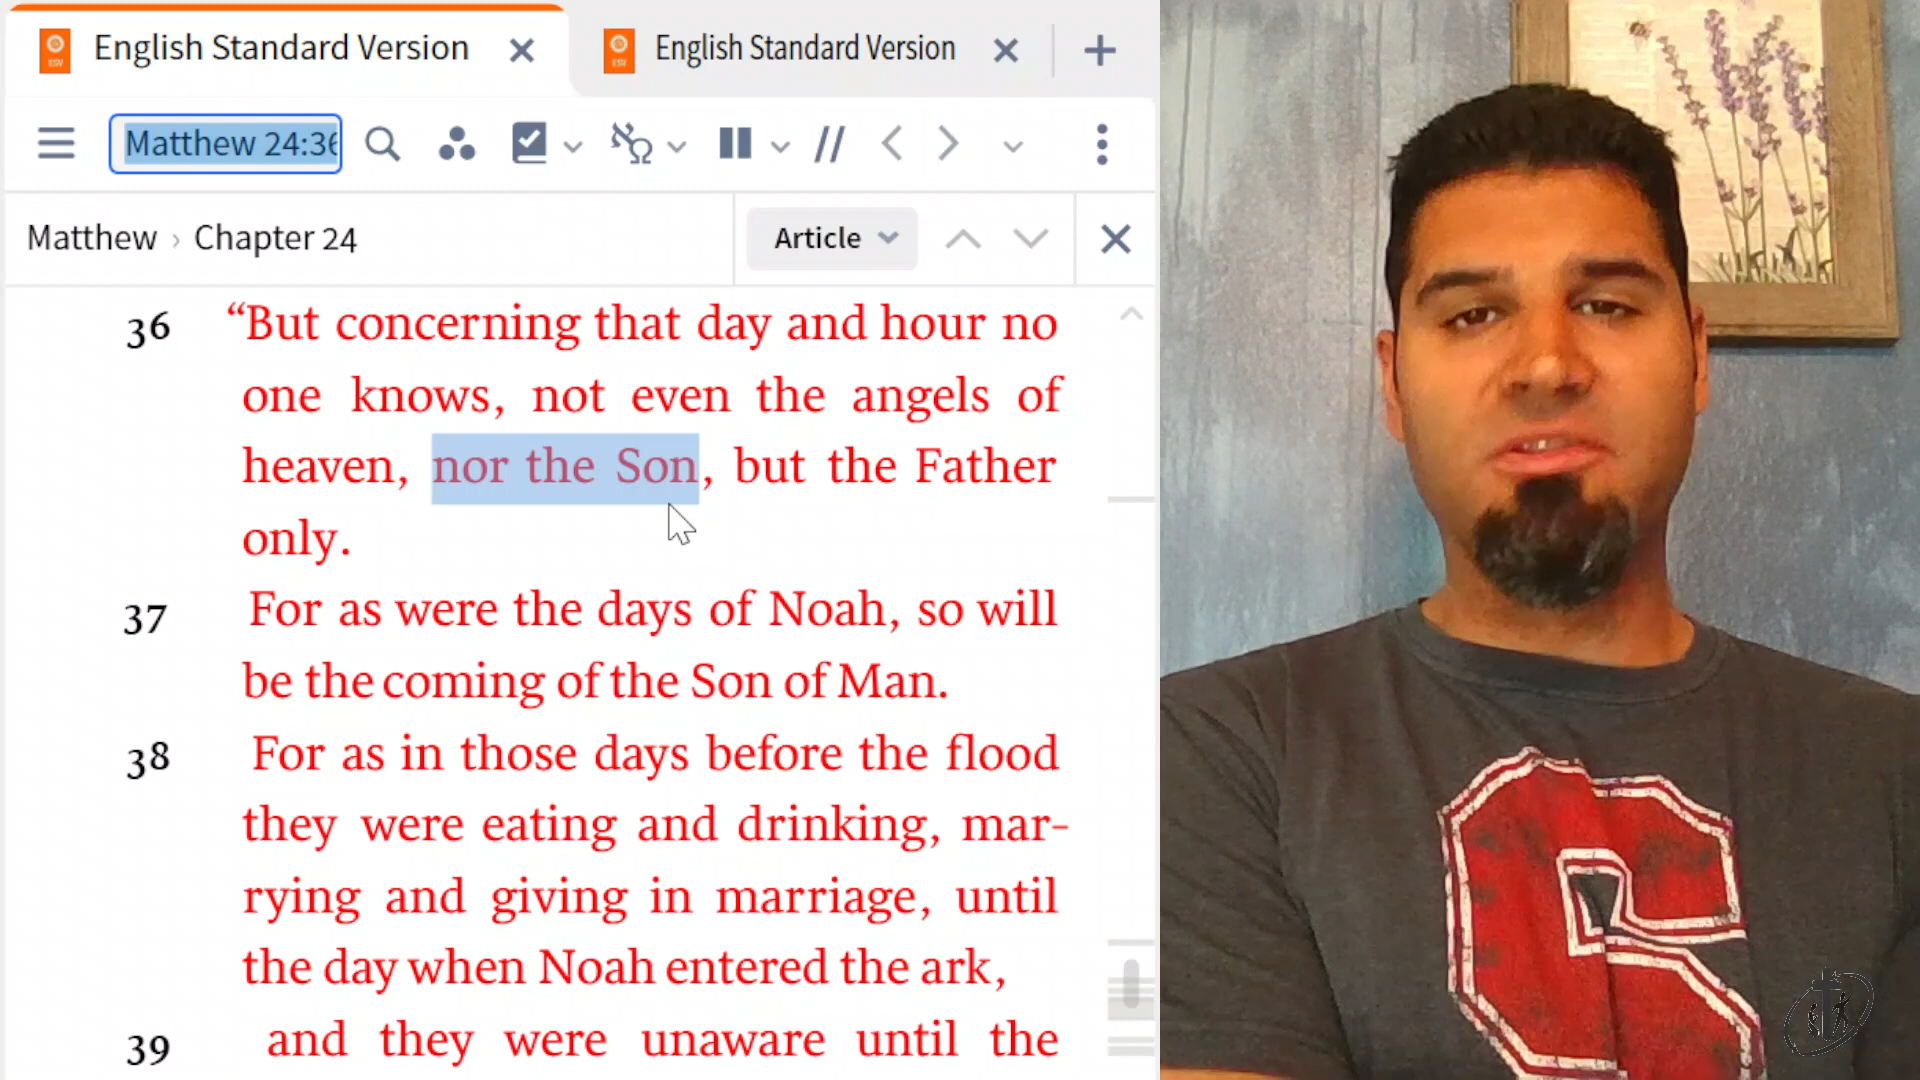 English Standard Version
English Standard Version
Matthew 24:36
Matthew › Chapter 24
Article
36 “But concerning that day and hour no
one knows, not even the angels of
heaven, nor the Son, but the Father
only.
37 For as were the days of Noah, so will
be the coming of the Son of Man.
38 For as in those days before the flood
they were eating and drinking, mar-
rying and giving in marriage, until
the day when Noah entered the ark,
39 and they were unaware until the
S